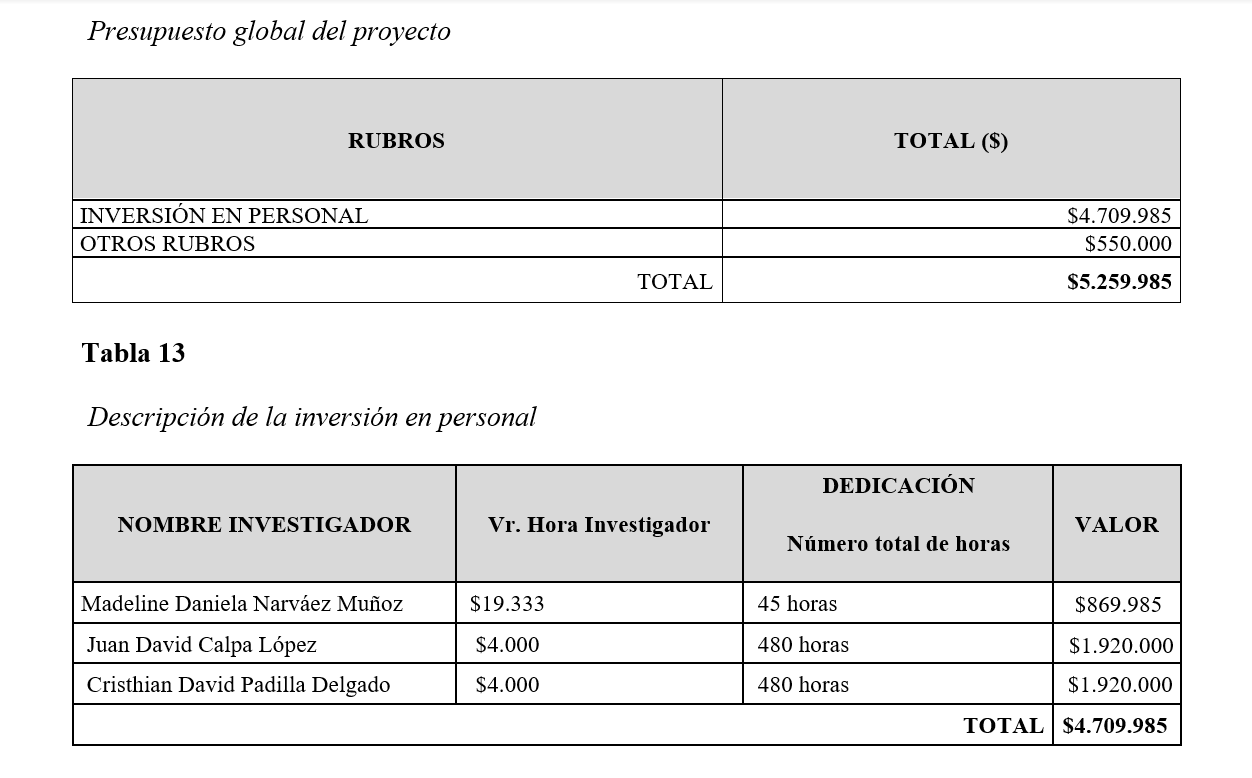 Presupuesto global del proyecto
RUBROS TOTAL ($)
INVERSIÓN EN PERSONAL $4.709.985
OTROS RUBROS $550.000
TOTAL $5.259.985
Tabla 13
Descripción de la inversión en personal
NOMBRE INVESTIGADOR Vr. Hora Investigador DEDICACIÓN
Número total de horas VALOR
Madeline Daniela Narváez Muñoz $19.333 45 horas $869.985
Juan David Calpa López $4.000 480 horas $1.920.000
Cristhian David Padilla Delgado $4.000 480 horas $1.920.000
TOTAL $4.709.985